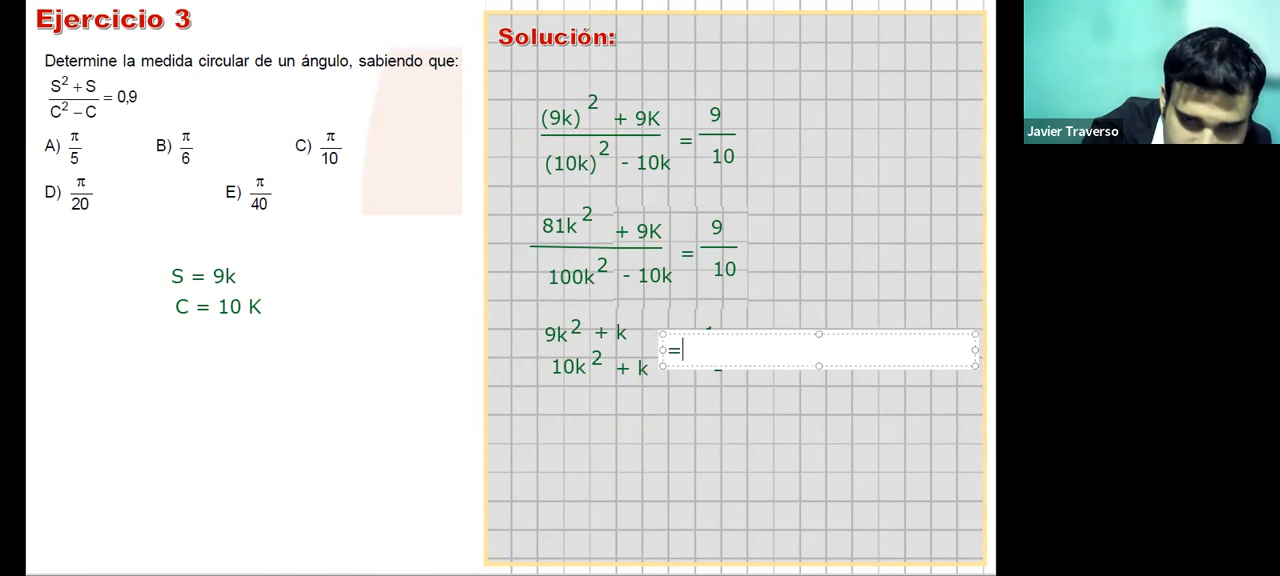 Ejercicio 3
Determine la medida circular de un ángulo, sabiendo que:
S² + S
C² − C
= 0,9
A) π/5 B) π/6 C) π/10
D) π/20 E) π/40
S = 9k
C = 10 K
Solución:
(9k)² + 9K
(10k)² - 10k
= 9/10
81k² + 9K
100k² - 10k
= 9/10
9k² + k
10k² + k
=
Javier Traverso